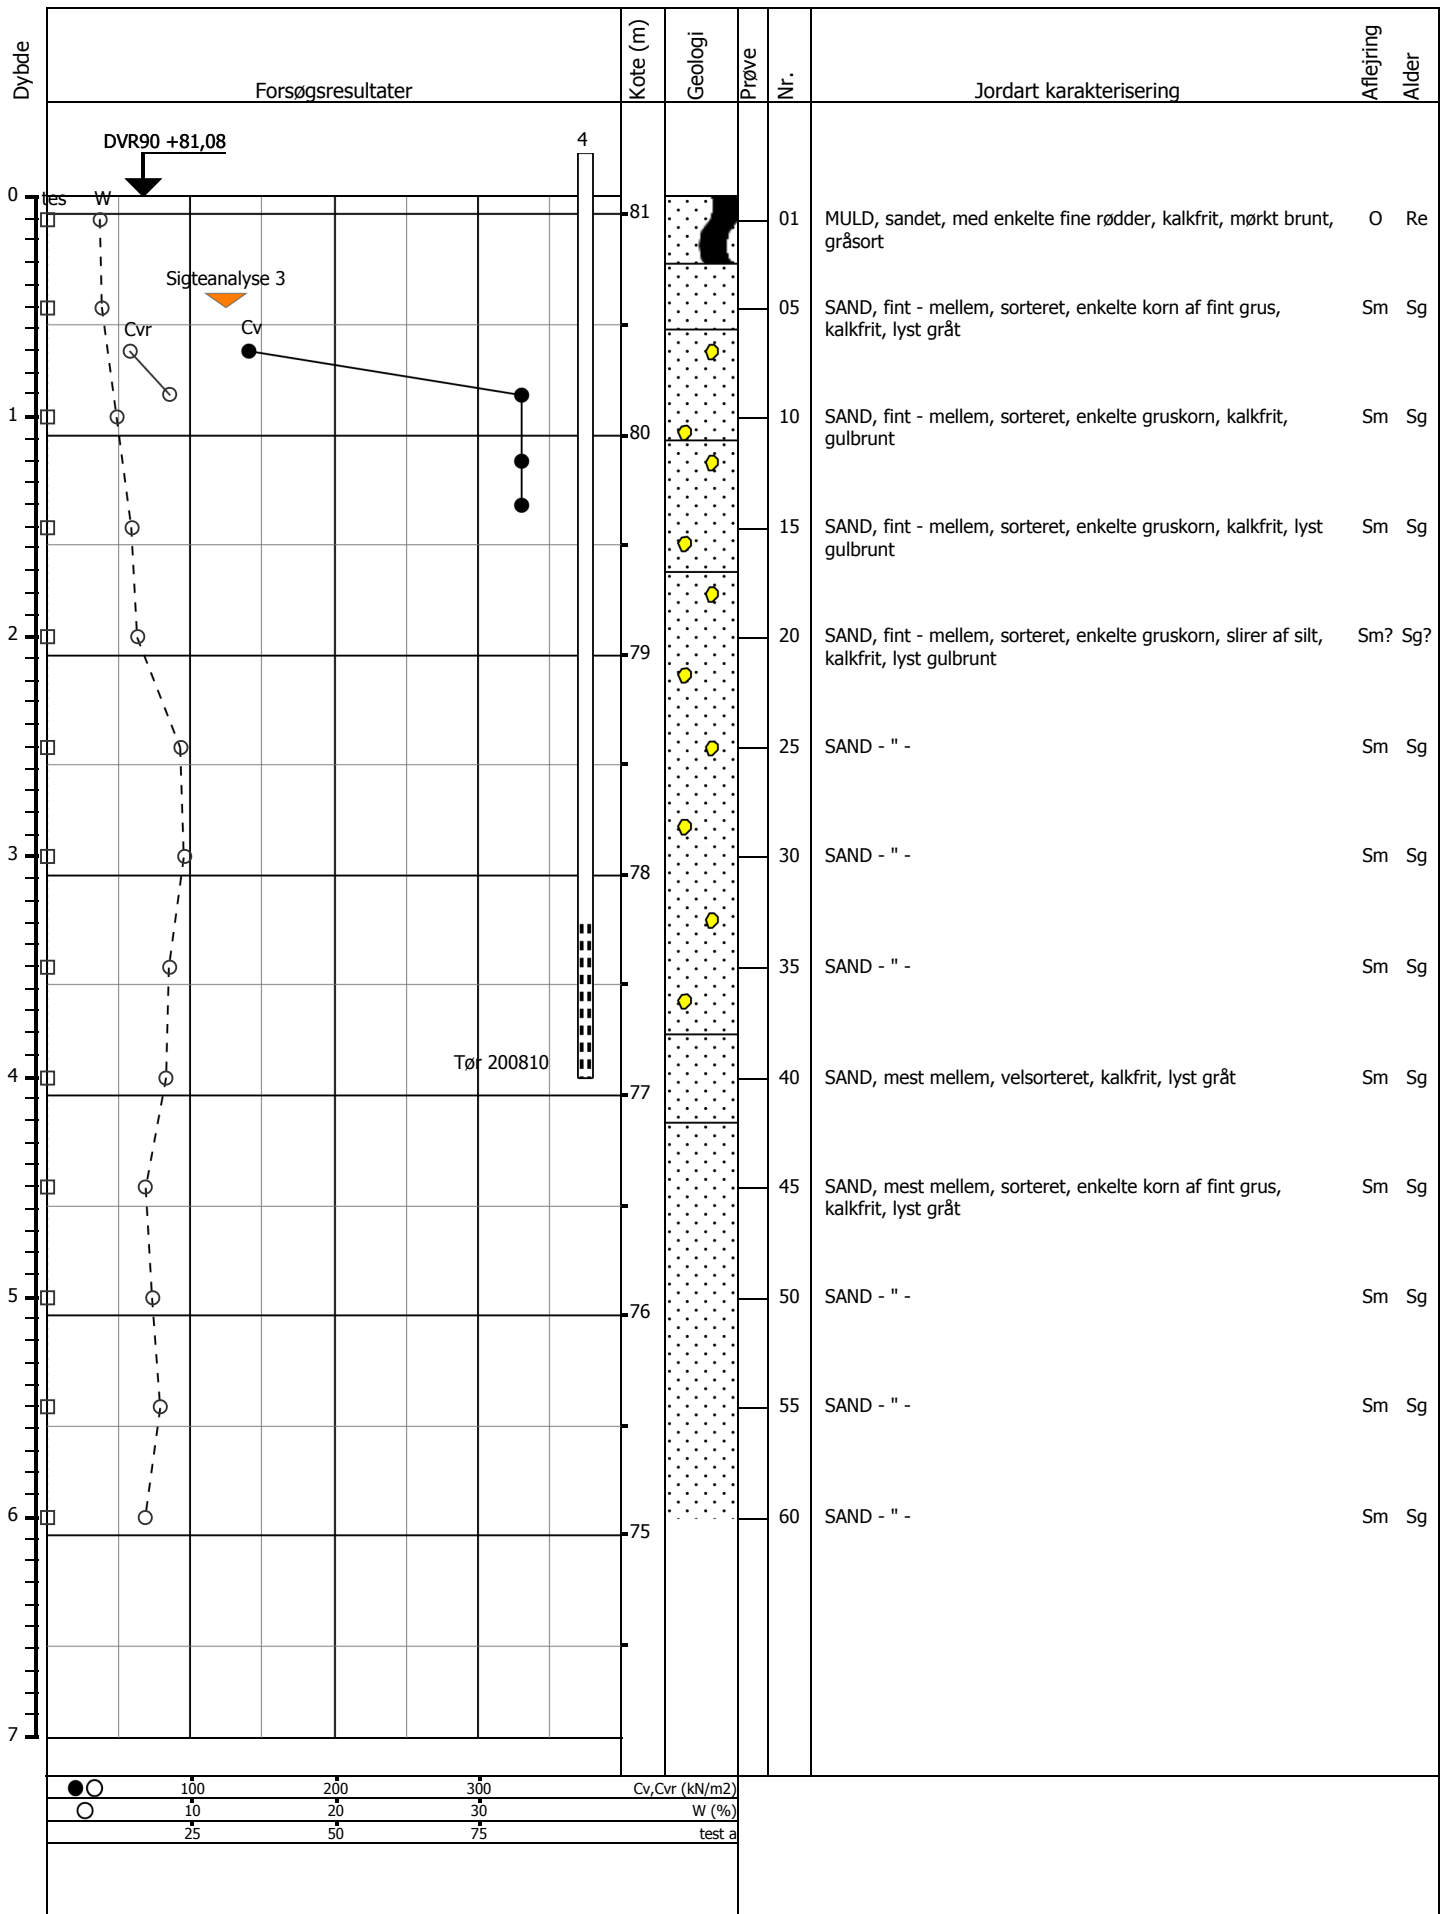 Dybde
Forsøgsresultater
Kote (m)
Geologi
Prøve
Nr.
Jordart karakterisering
Aflejring
Alder
DVR90 +81,08
4
0
tes W
81
01 MULD, sandet, med enkelte fine rødder, kalkfrit, mørkt brunt, O Re
gråsort
Sigteanalyse 3
05 SAND, fint - mellem, sorteret, enkelte korn af fint grus, Sm Sg
kalkfrit, lyst gråt
Cvr Cv
1
10 SAND, fint - mellem, sorteret, enkelte gruskorn, kalkfrit, Sm Sg
gulbrunt
80
15 SAND, fint - mellem, sorteret, enkelte gruskorn, kalkfrit, lyst Sm Sg
gulbrunt
2
20 SAND, fint - mellem, sorteret, enkelte gruskorn, slirer af silt, Sm? Sg?
kalkfrit, lyst gulbrunt
79
25 SAND - " - Sm Sg
3
30 SAND - " - Sm Sg
78
35 SAND - " - Sm Sg
Tør 200810
4
40 SAND, mest mellem, velsorteret, kalkfrit, lyst gråt Sm Sg
77
45 SAND, mest mellem, sorteret, enkelte korn af fint grus, Sm Sg
kalkfrit, lyst gråt
5
50 SAND - " - Sm Sg
76
55 SAND - " - Sm Sg
6
60 SAND - " - Sm Sg
75
7
100 200 300 Cv,Cvr (kN/m2)
10 20 30 W (%)
25 50 75 test a